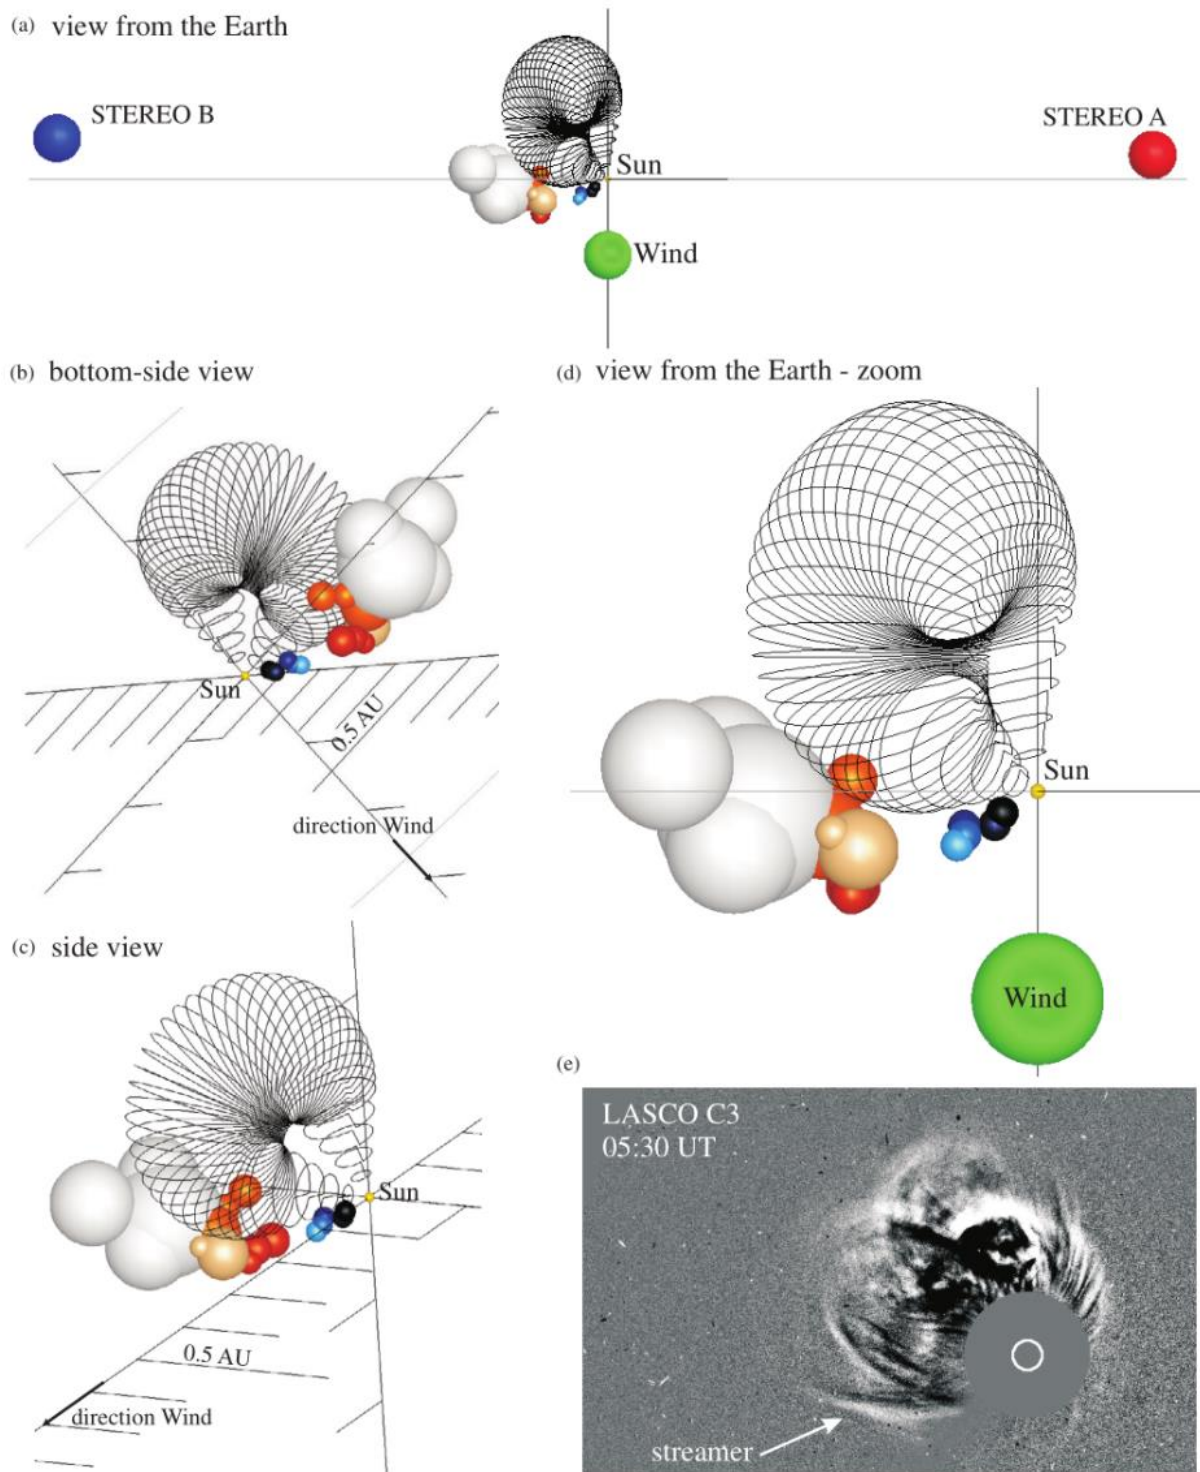 (a) view from the Earth
STEREO B
STEREO A
Sun
Wind
(b) bottom-side view
Sun
0.5 AU
direction Wind
(c) side view
Sun
0.5 AU
direction Wind
(d) view from the Earth - zoom
Sun
Wind
(e)
LASCO C3
05:30 UT
streamer